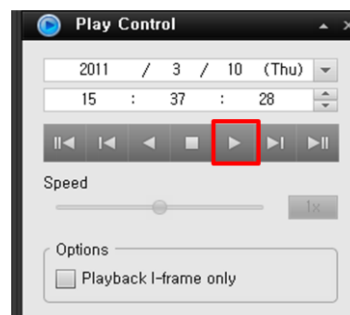 Play Control
2011 / 3 / 10 (Thu)
15 : 37 : 28
Speed
1x
Options
Playback I-frame only